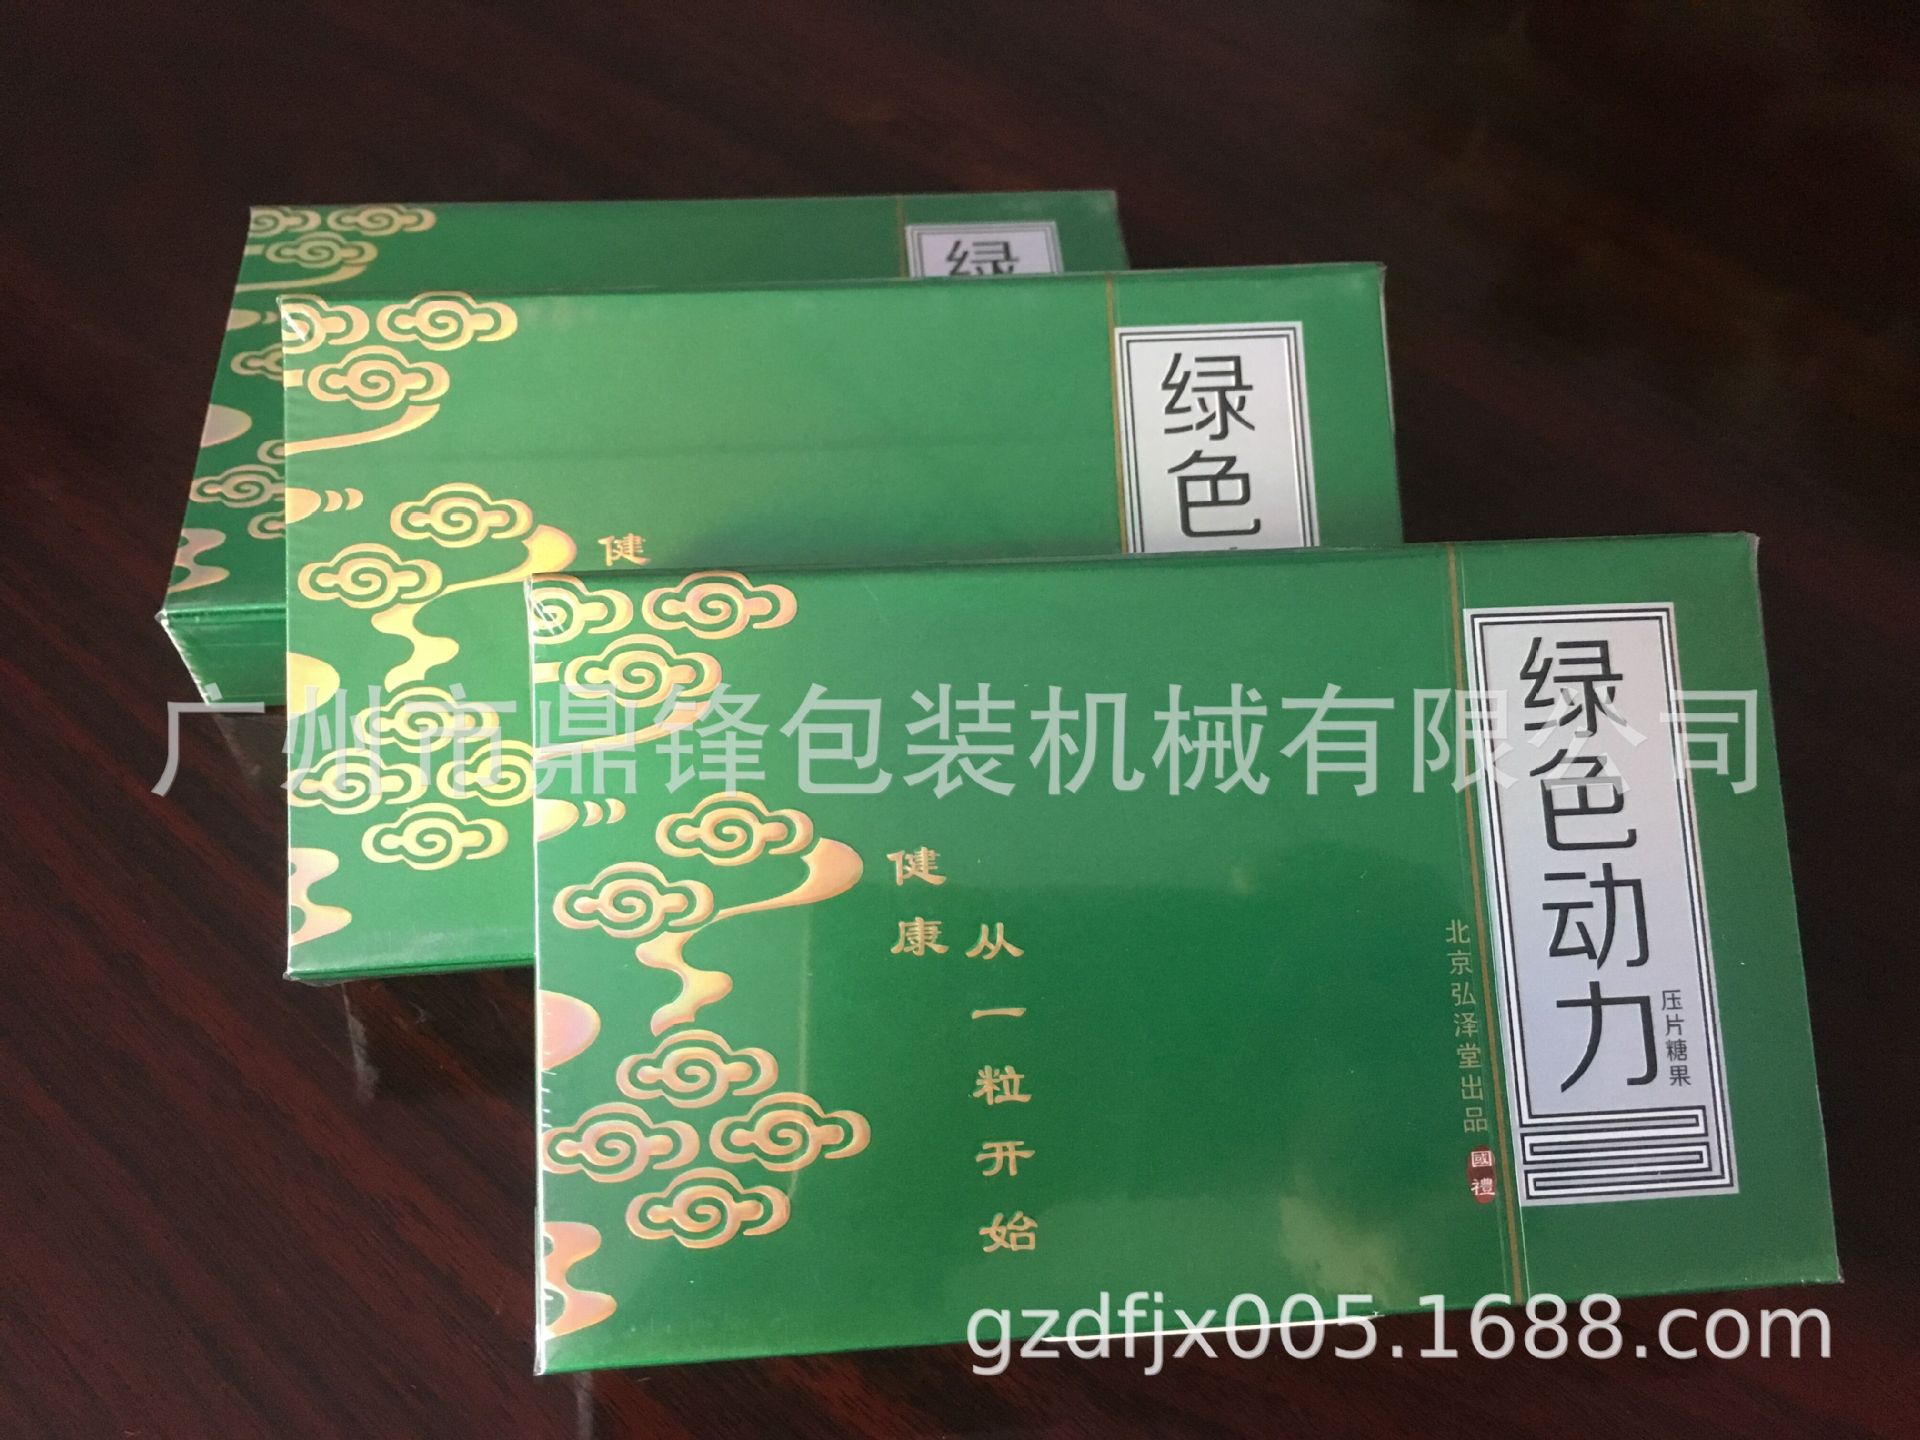 绿
绿色
健
绿色动力
压片糖果
健康
从一粒开始
北京弘泽堂出品
國禮
广州市鼎锋包装机械有限公司
gzdfjx005.1688.com